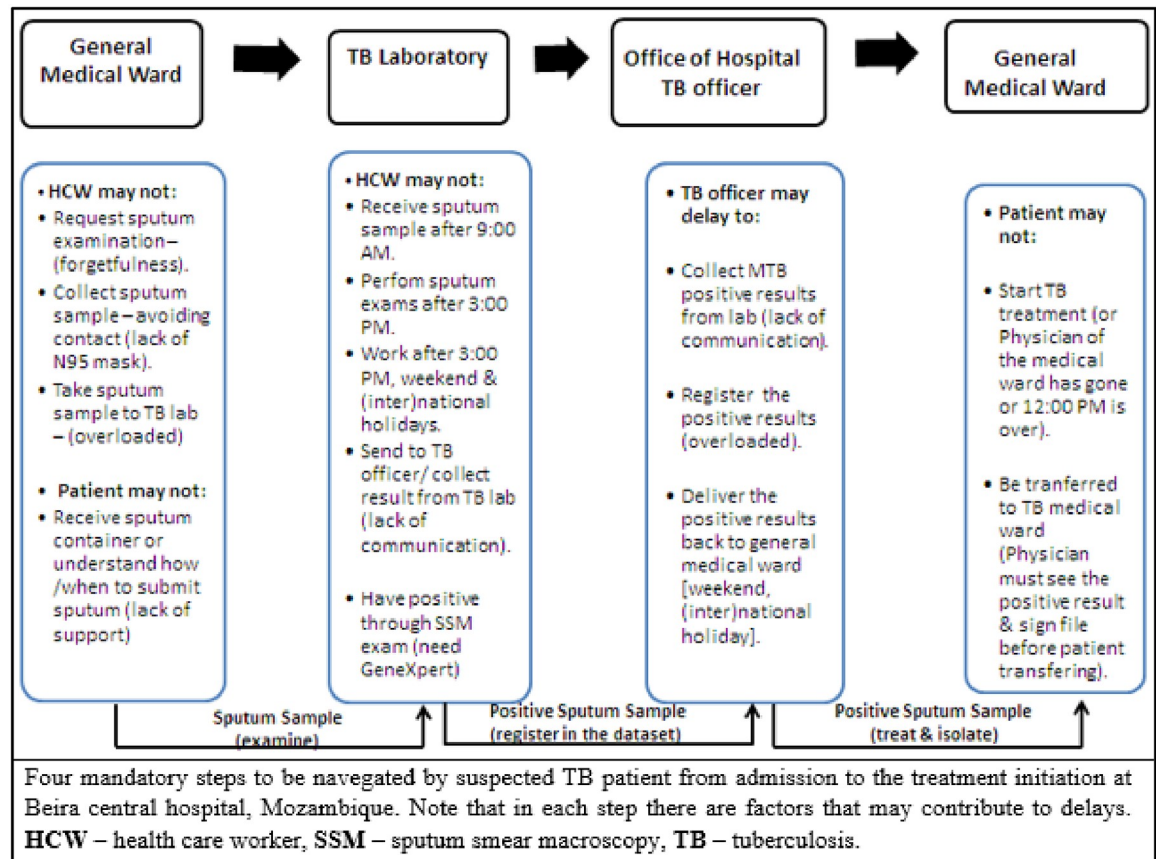 General
Medical Ward
TB Laboratory
Office of Hospital
TB officer
General
Medical Ward
• HCW may not:
• Request sputum
examination –
(forgetfulness).
• Collect sputum
sample – avoiding
contact (lack of
N95 mask).
• Take sputum
sample to TB lab
– (overloaded)
• Patient may not:
• Receive sputum
container or
understand how
/when to submit
sputum (lack of
support)
• HCW may not:
• Receive sputum
sample after 9:00
AM.
• Perfom sputum
exams after 3:00
PM.
• Work after 3:00
PM, weekend &
(inter)national
holidays.
• Send to TB
officer/ collect
result from TB lab
(lack of
communication).
• Have positive
through SSM
exam (need
GeneXpert)
• TB officer may
delay to:
• Collect MTB
positive results
from lab (lack of
communication).
• Register the
positive results
(overloaded).
• Deliver the
positive results
back to general
medical ward
[weekend,
(inter)national
holiday].
• Patient may
not:
• Start TB
treatment (or
Physician of
the medical
ward has gone
or 12:00 PM is
over).
• Be tranferred
to TB medical
ward
(Physician
must see the
positive result
& sign file
before patient
transfering).
Sputum Sample
(examine)
Positive Sputum Sample
(register in the dataset)
Positive Sputum Sample
(treat & isolate)
Four mandatory steps to be navegated by suspected TB patient from admission to the treatment initiation at
Beira central hospital, Mozambique. Note that in each step there are factors that may contribute to delays.
HCW – health care worker, SSM – sputum smear macroscopy, TB – tuberculosis.